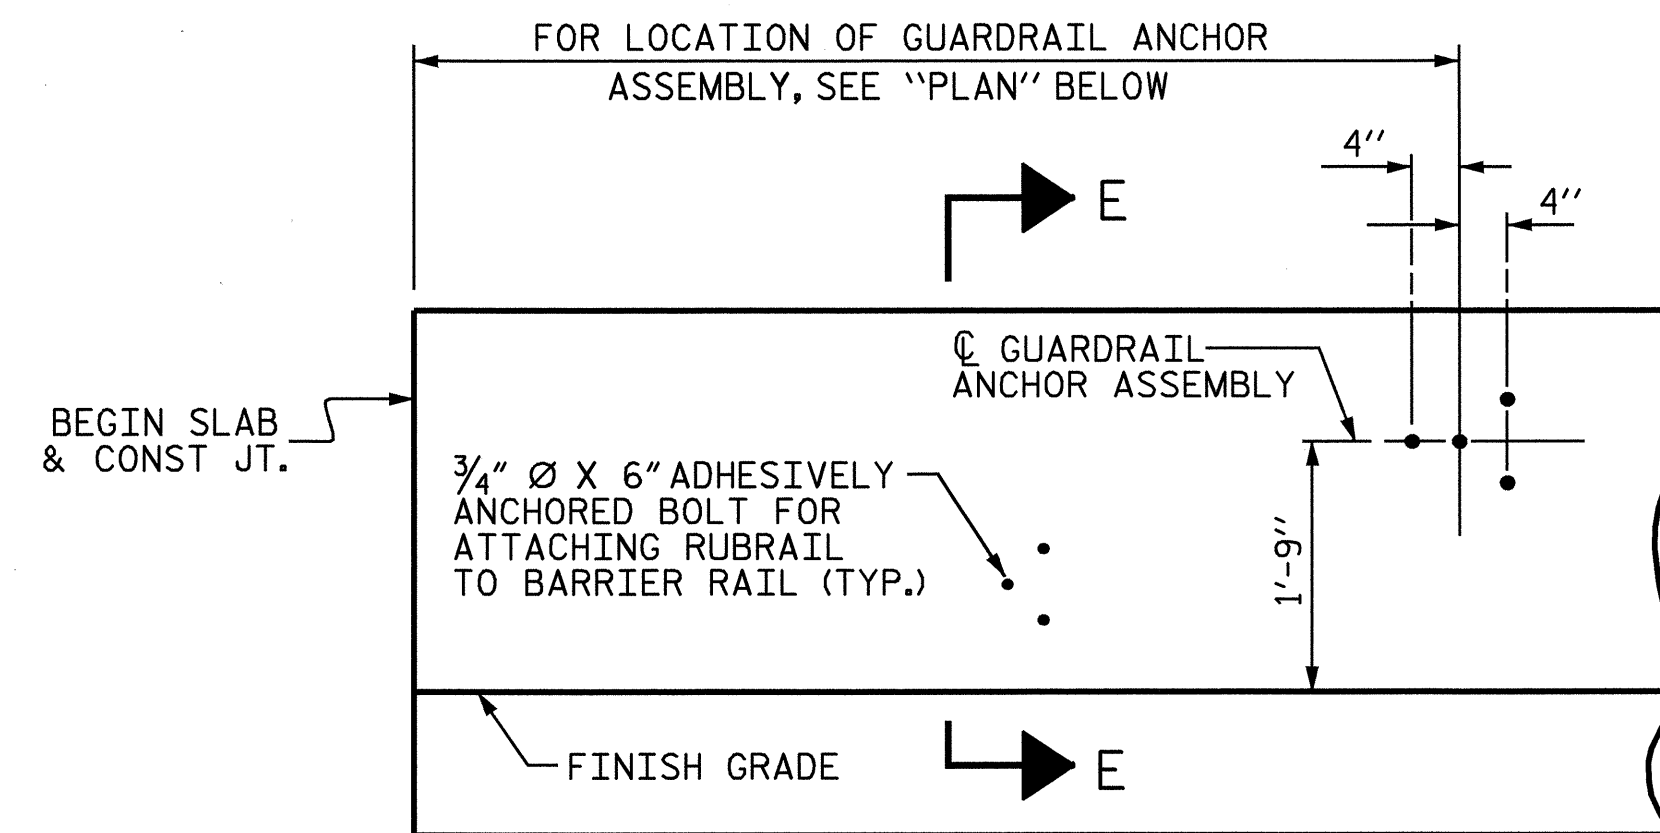 FOR LOCATION OF GUARDRAIL ANCHOR
ASSEMBLY, SEE "PLAN" BELOW
4"
E
4"
℄ GUARDRAIL
ANCHOR ASSEMBLY
BEGIN SLAB
& CONST JT.
3/4" Ø X 6" ADHESIVELY
ANCHORED BOLT FOR
ATTACHING RUBRAIL
TO BARRIER RAIL (TYP.)
1'-9"
FINISH GRADE
E